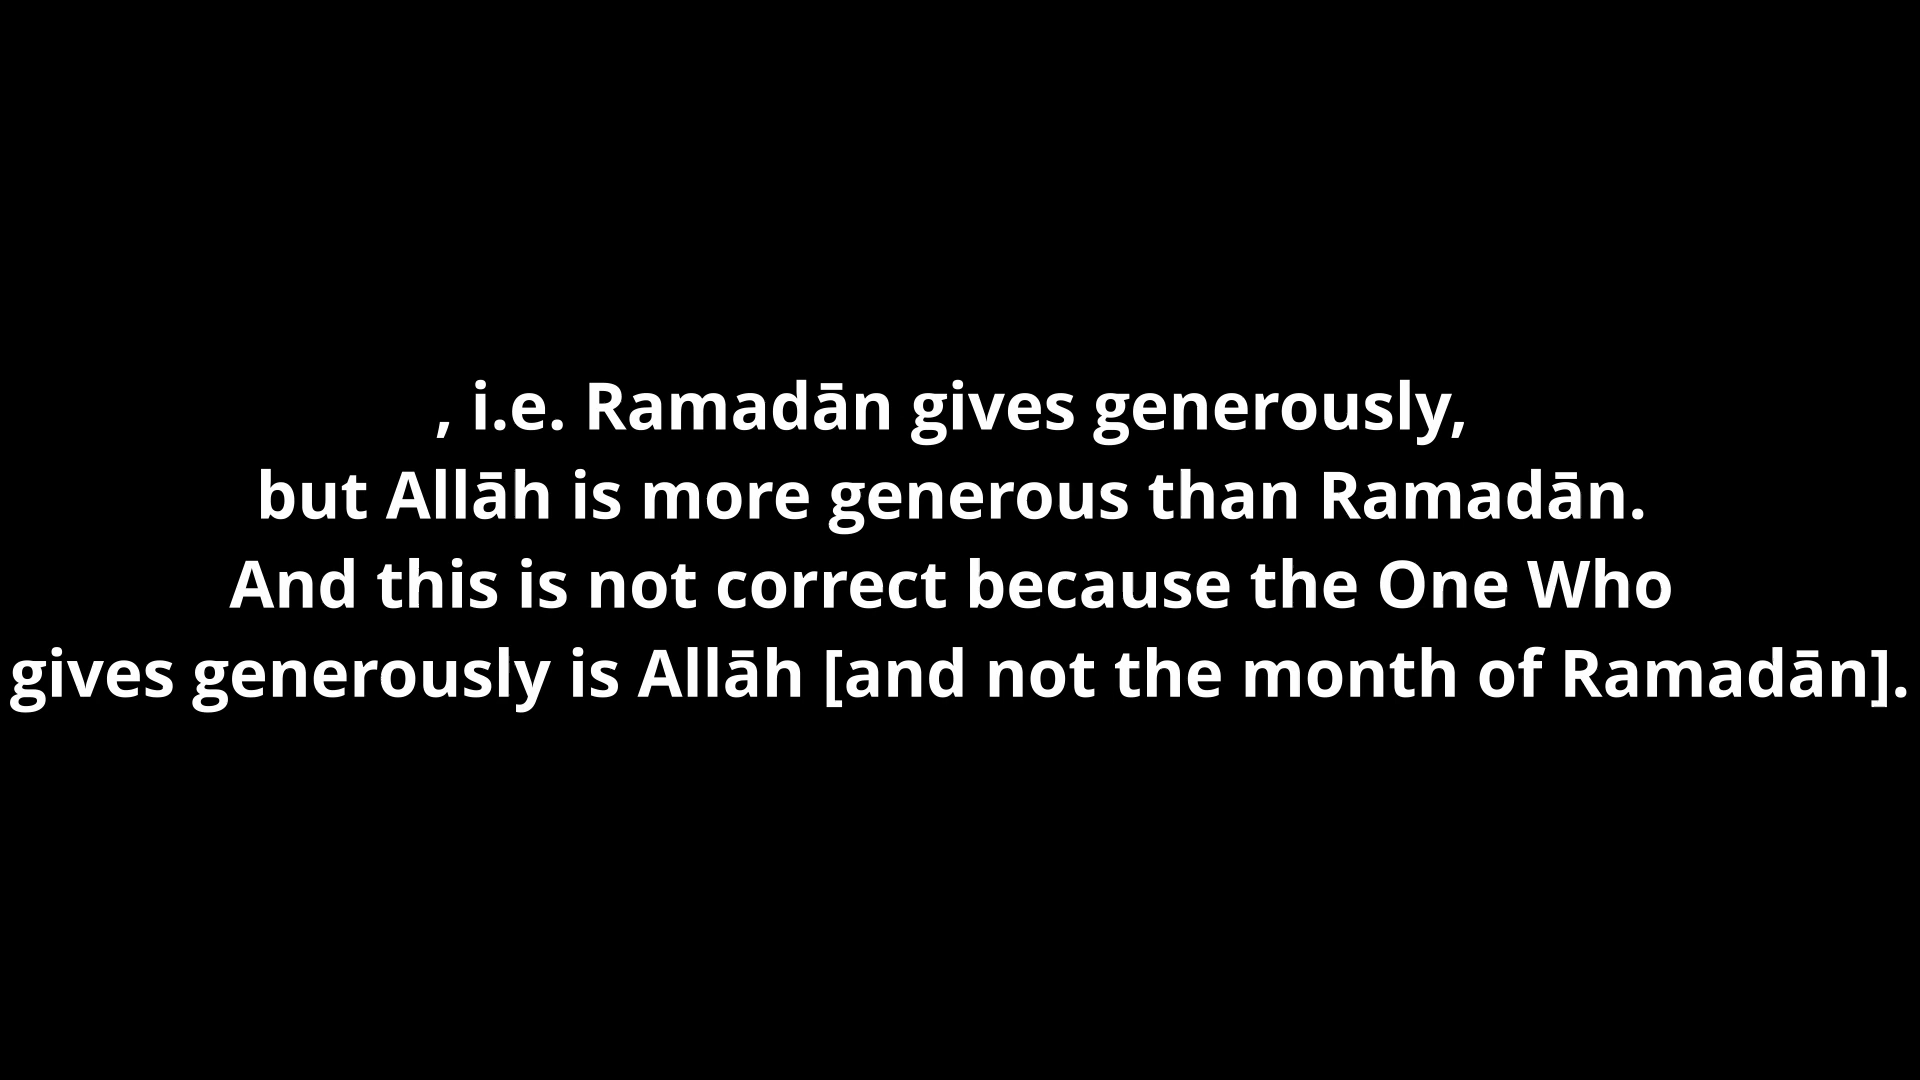 , i.e. Ramadān gives generously,
but Allāh is more generous than Ramadān.
And this is not correct because the One Who
gives generously is Allāh [and not the month of Ramadān].